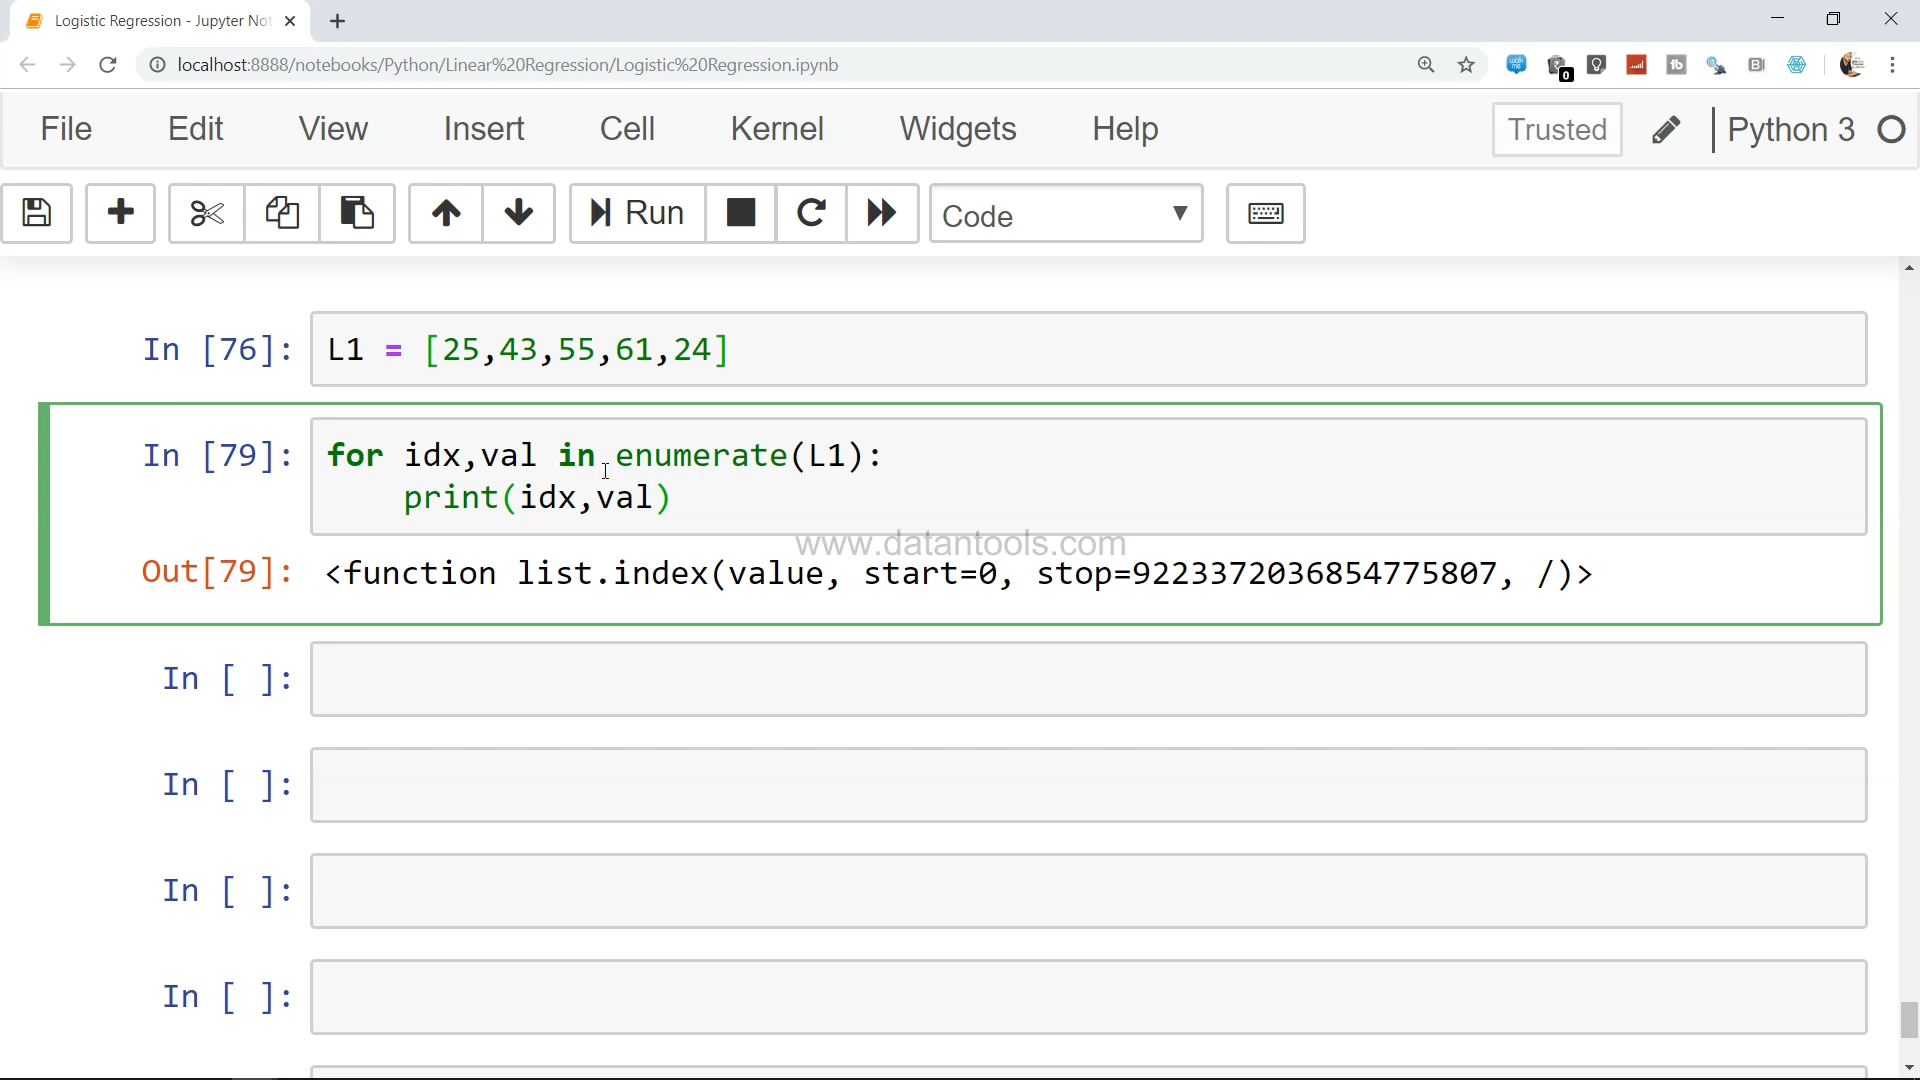 Logistic Regression - Jupyter Not
localhost:8888/notebooks/Python/Linear%20Regression/Logistic%20Regression.ipynb
0
File Edit View Insert Cell Kernel Widgets Help Trusted Python 3
Run Code
In [76]: L1 = [25,43,55,61,24]
In [79]: for idx,val in enumerate(L1):
print(idx,val)
www.datantools.com
Out[79]: <function list.index(value, start=0, stop=9223372036854775807, /)>
In [ ]:
In [ ]:
In [ ]:
In [ ]: